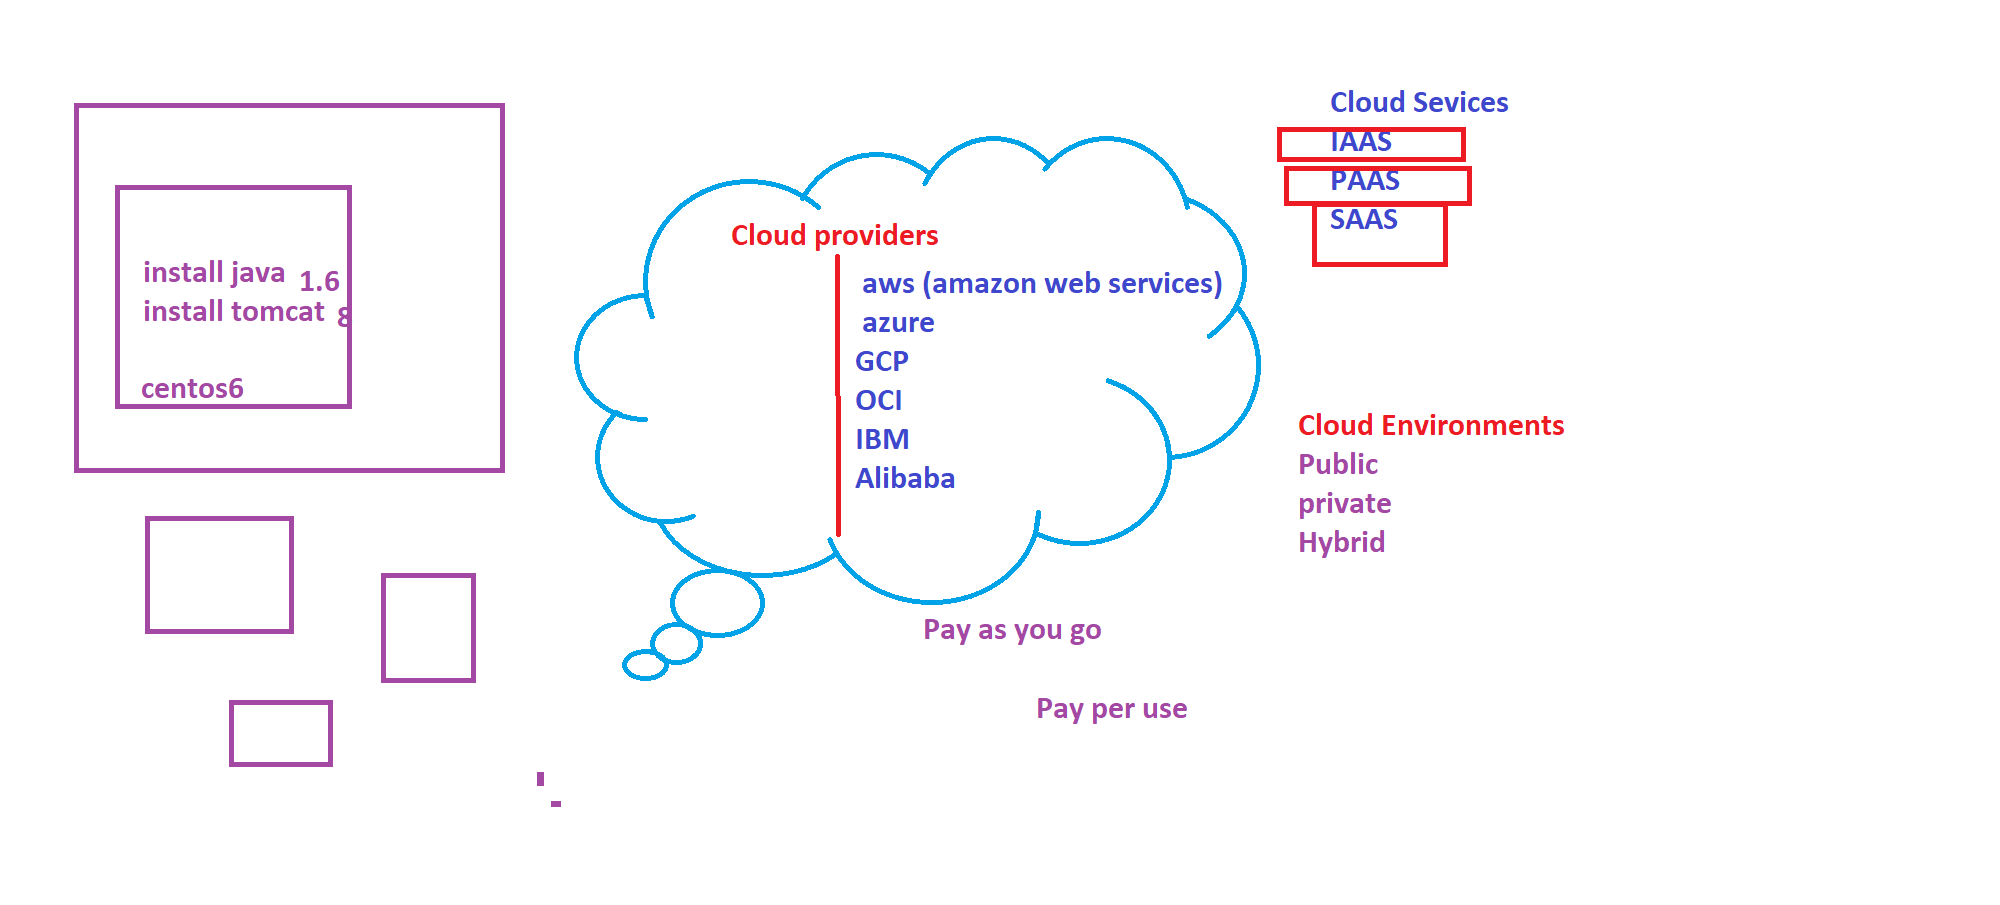 install java 1.6
install tomcat 8
centos6
Cloud providers
aws (amazon web services)
azure
GCP
OCI
IBM
Alibaba
Pay as you go
Pay per use
Cloud Sevices
IAAS
PAAS
SAAS
Cloud Environments
Public
private
Hybrid